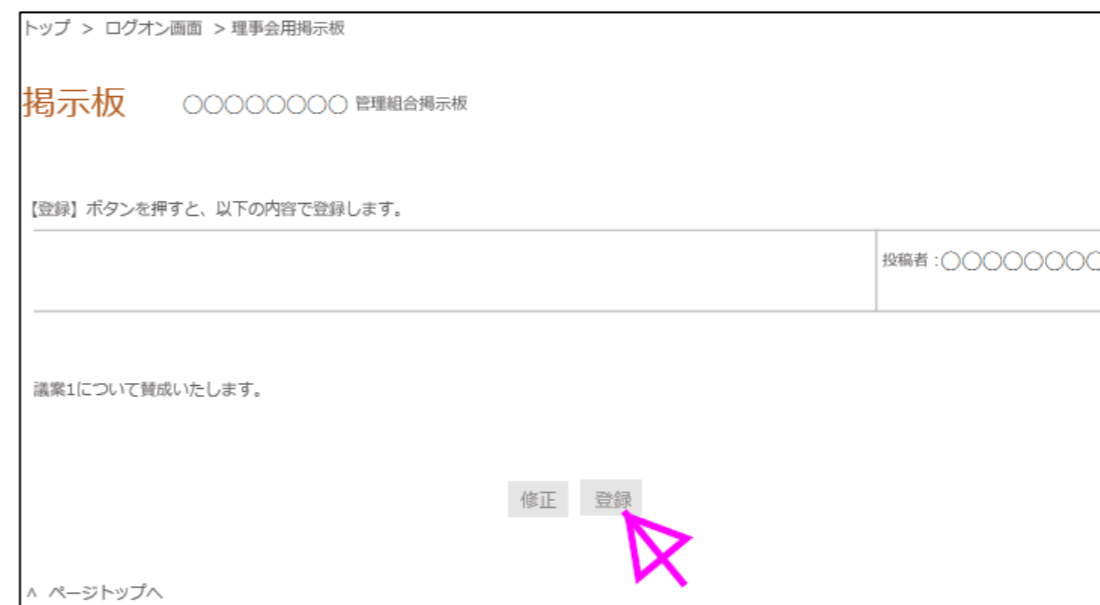 トップ > ログオン画面 > 理事会用掲示板
掲示板 ○○○○○○○○ 管理組合掲示板
【登録】ボタンを押すと、以下の内容で登録します。
投稿者：○○○○○○○○
議案1について賛成いたします。
修正 登録
∧ ページトップへ